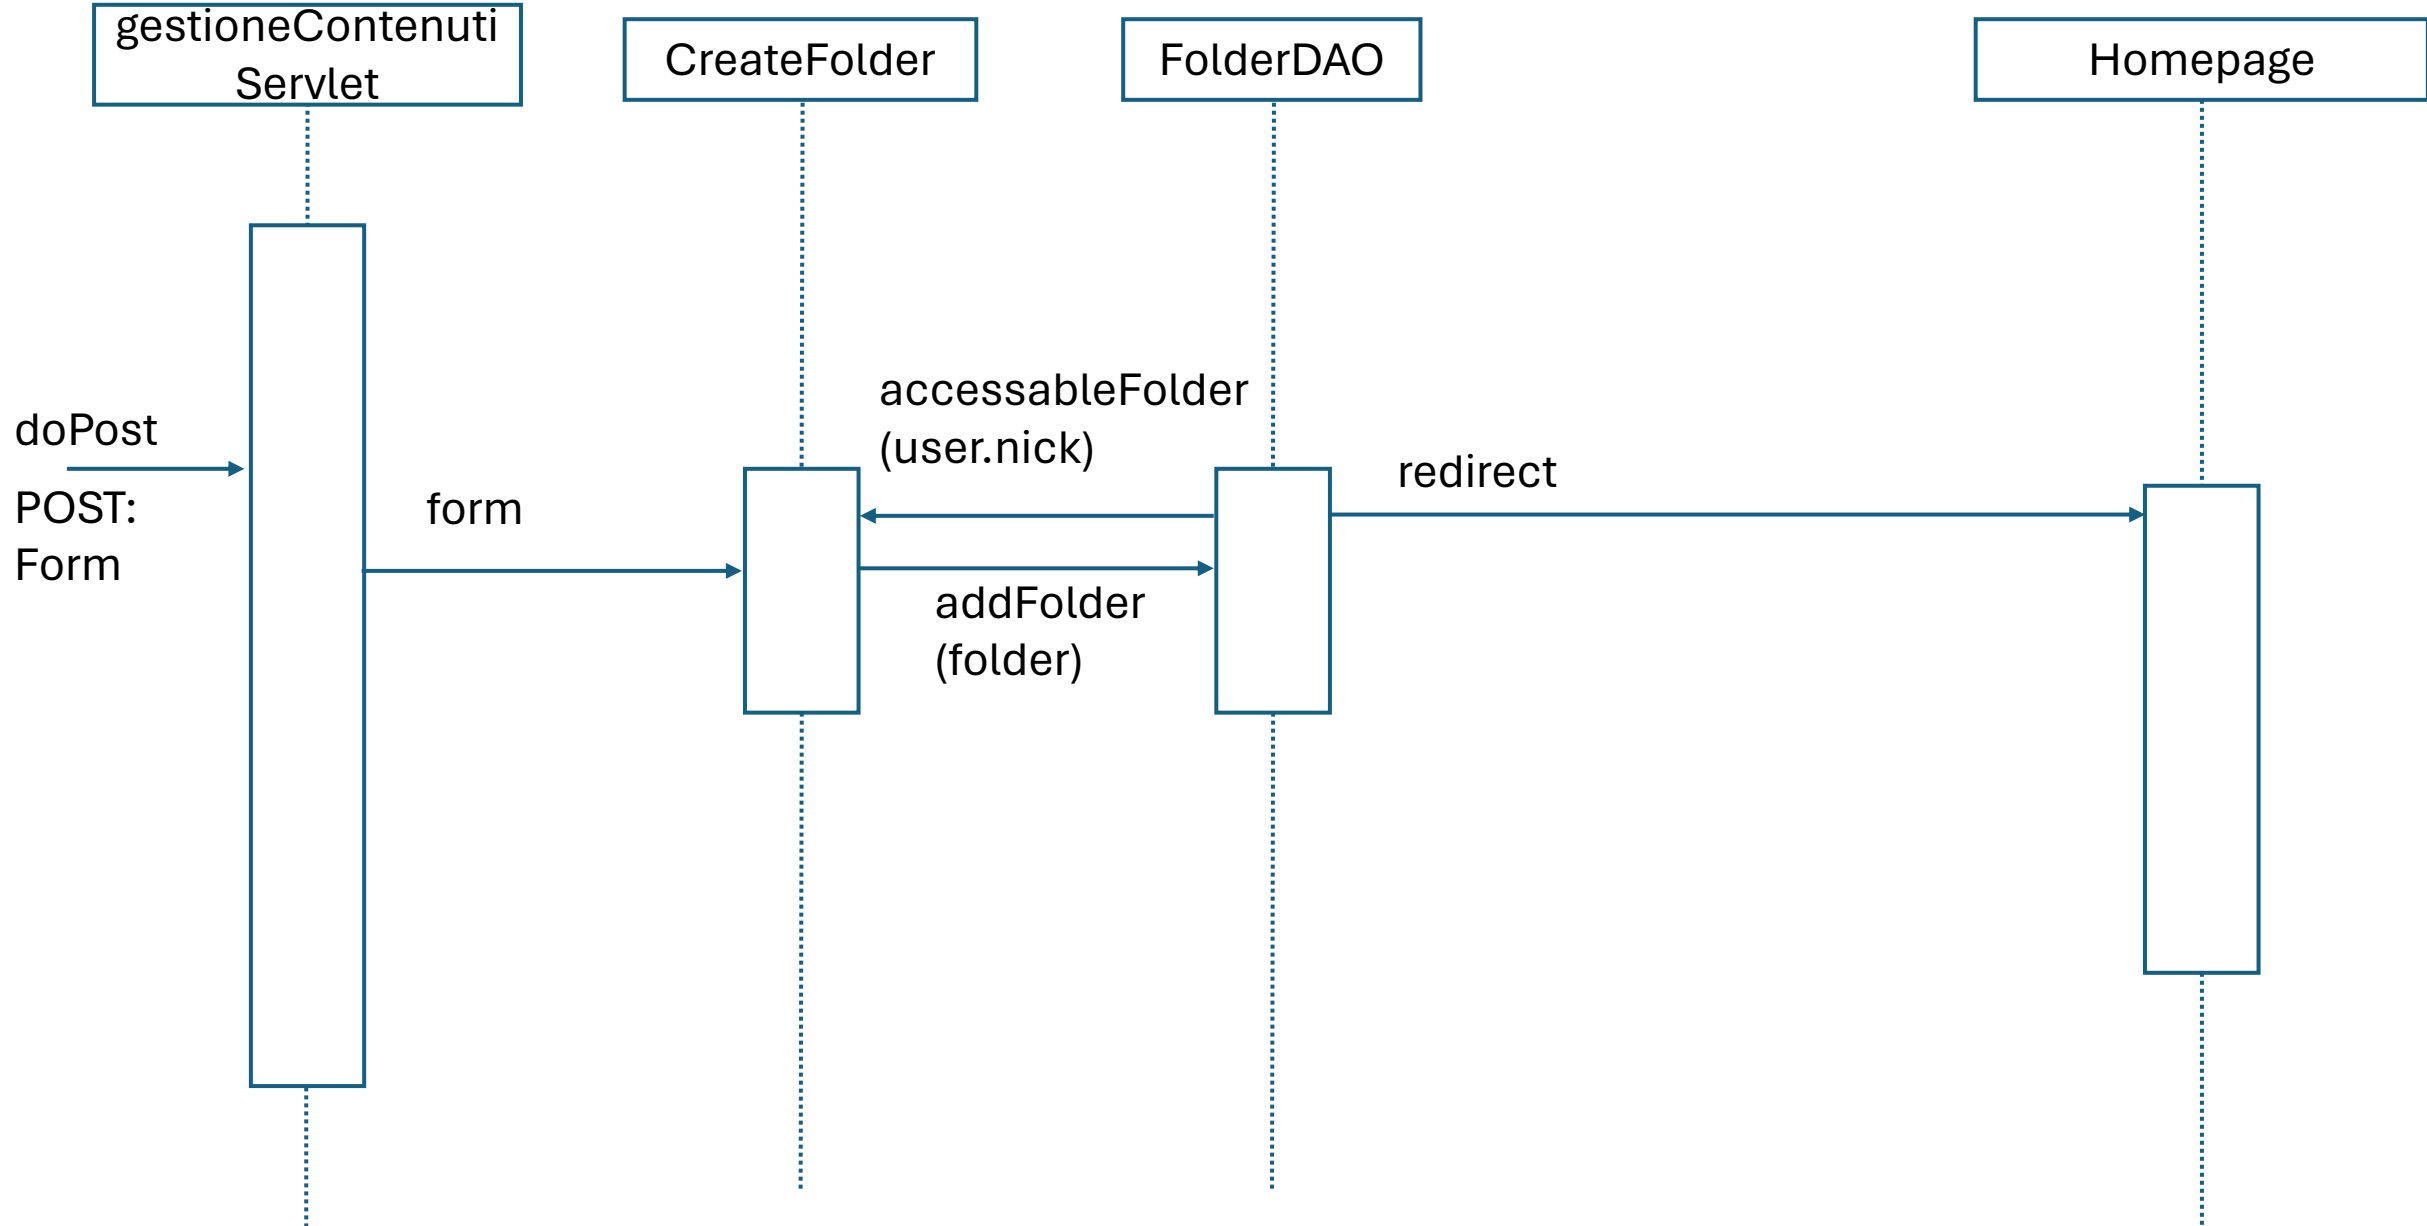 gestioneContenuti
Servlet
CreateFolder
FolderDAO
Homepage
accessableFolder
(user.nick)
doPost
redirect
POST:
Form
form
addFolder
(folder)